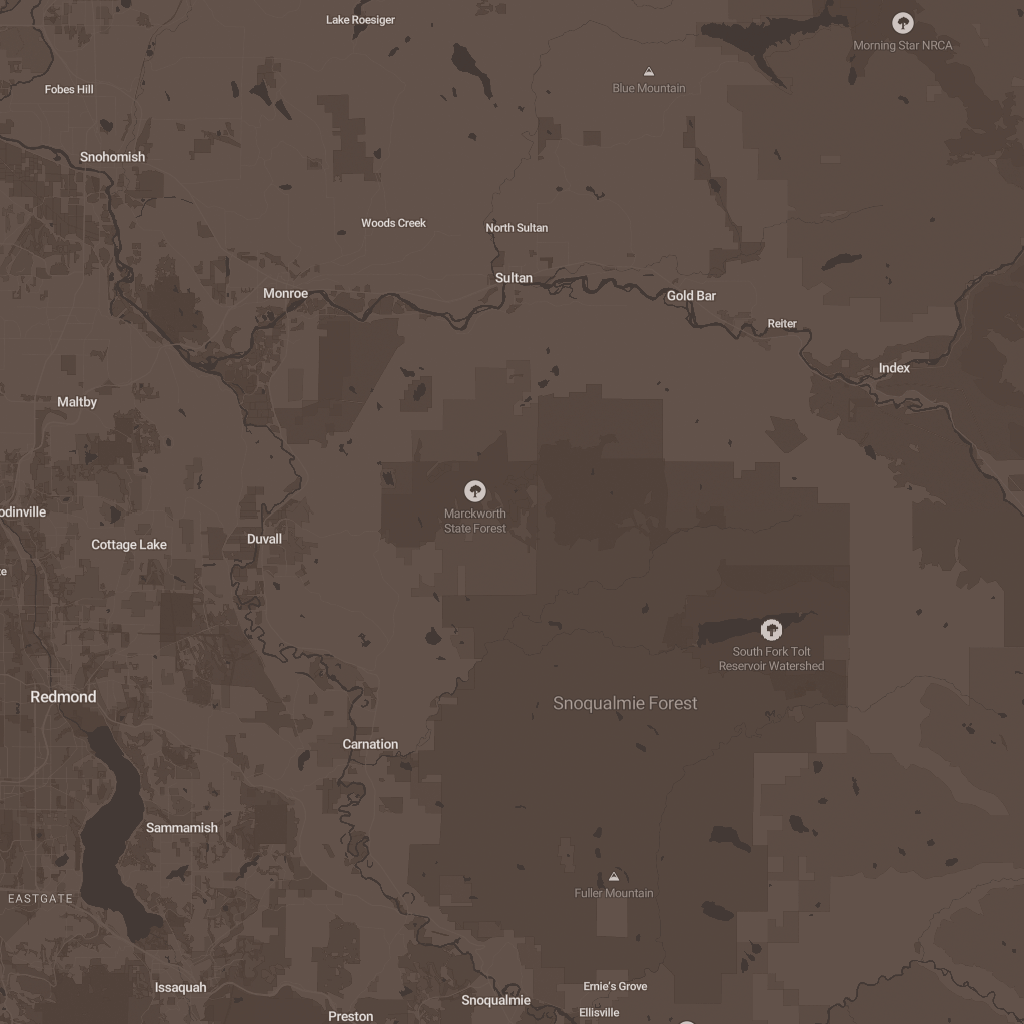 Lake Roesiger
Morning Star NRCA
Blue Mountain
Fobes Hill
Snohomish
Woods Creek
North Sultan
Sultan
Monroe
Gold Bar
Reiter
Index
Maltby
Marckworth
State Forest
odinville
Cottage Lake
Duvall
South Fork Tolt
Reservoir Watershed
Redmond
Snoqualmie Forest
Carnation
Sammamish
Fuller Mountain
EASTGATE
Issaquah
Ernie's Grove
Snoqualmie
Ellisville
Preston